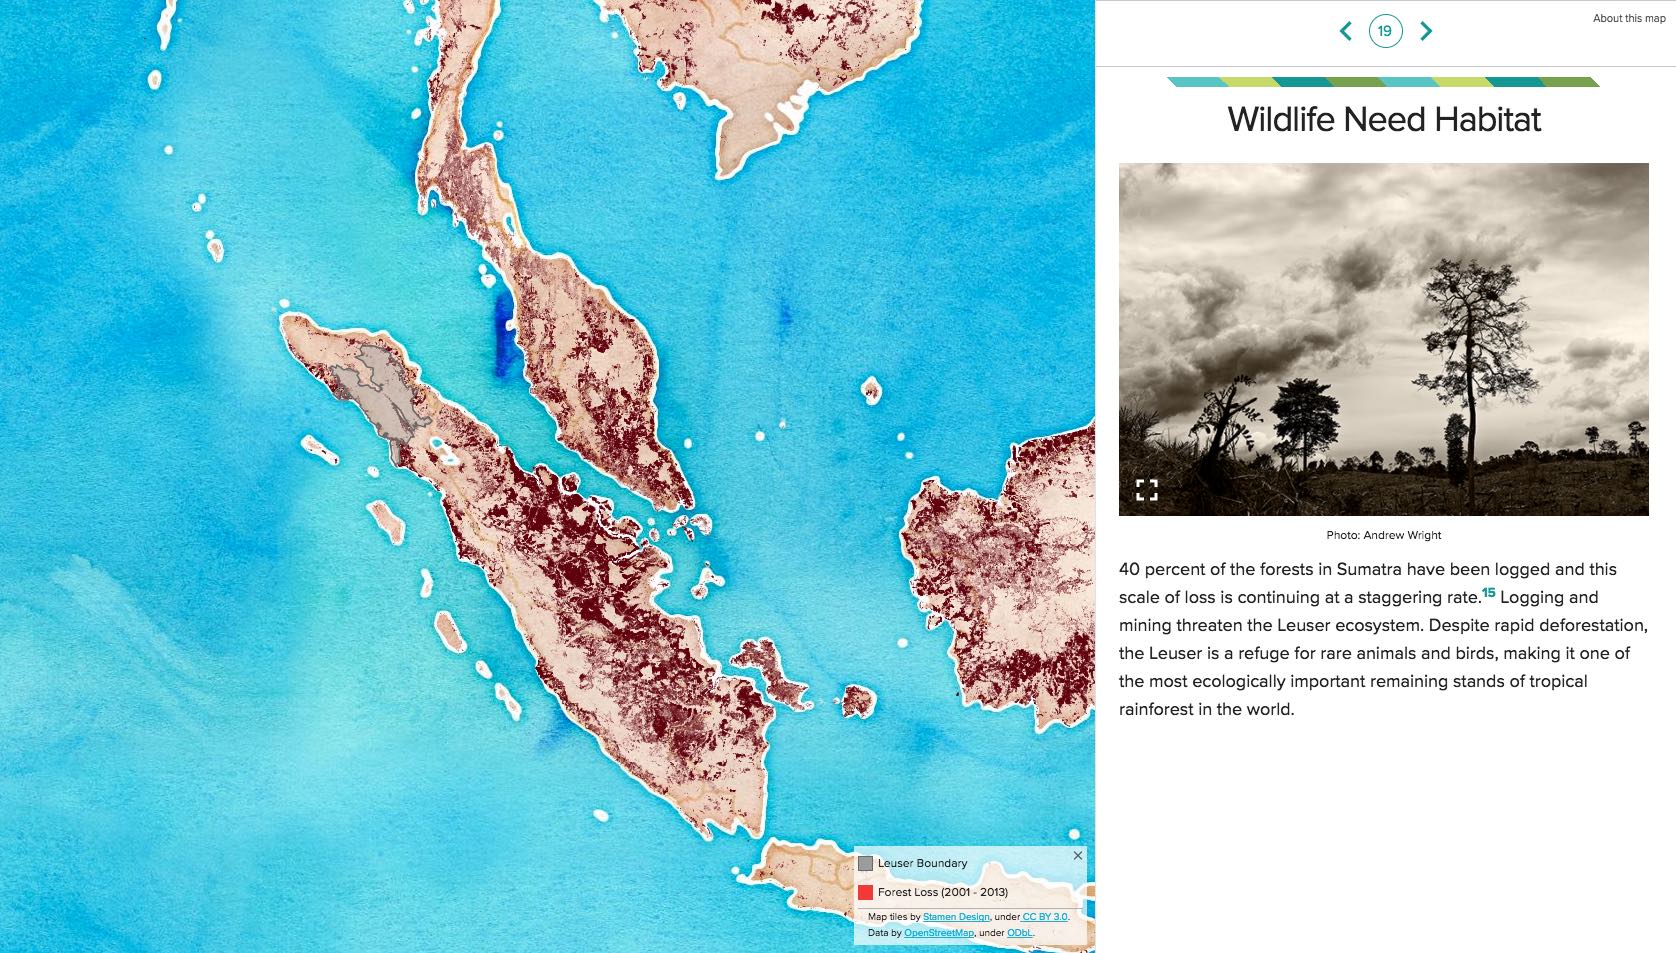 19
About this map
Wildlife Need Habitat
Photo: Andrew Wright
40 percent of the forests in Sumatra have been logged and this
scale of loss is continuing at a staggering rate.15 Logging and
mining threaten the Leuser ecosystem. Despite rapid deforestation,
the Leuser is a refuge for rare animals and birds, making it one of
the most ecologically important remaining stands of tropical
rainforest in the world.
Leuser Boundary
Forest Loss (2001 - 2013)
Map tiles by Stamen Design, under CC BY 3.0.
Data by OpenStreetMap, under ODbL.